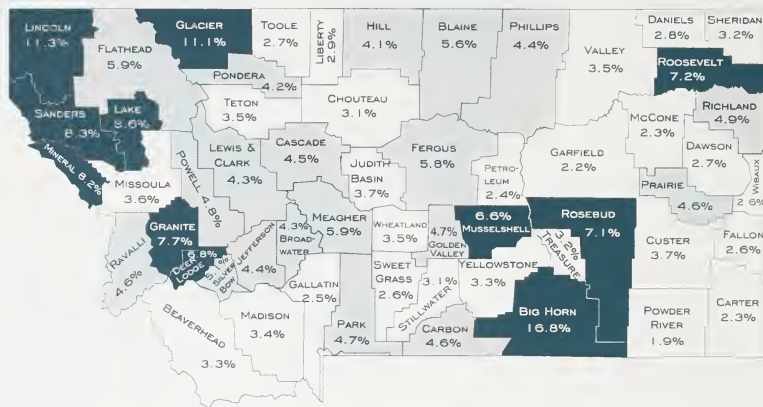 LINCOLN
11.3%
FLATHEAD
5.9%
GLACIER
11.1%
TOOLE
2.7%
LIBERTY
2.9%
HILL
4.1%
BLAINE
5.6%
PHILLIPS
4.4%
VALLEY
3.5%
DANIELS
2.8%
SHERIDAN
3.2%
ROOSEVELT
7.2%
PONDERA
4.2%
TETON
3.5%
CHOUTEAU
3.1%
RICHLAND
4.9%
MCCONE
2.3%
SANDERS
8.3%
LAKE
8.6%
MINERAL 8.2%
MISSOULA
3.6%
POWELL 4.8%
LEWIS &
CLARK
4.3%
CASCADE
4.5%
JUDITH
BASIN
3.7%
FERGUS
5.8%
PETRO-
LEUM
2.4%
GARFIELD
2.2%
DAWSON
2.7%
WIBAUX
2.6%
PRAIRIE
4.6%
GRANITE
7.7%
6.8%
DEER
LODGE
RAVALLI
4.6%
5.1%
SILVER
BOW
JEFFERSON
4.4%
4.3%
BROAD-
WATER
MEAGHER
5.9%
WHEATLAND
3.5%
4.7%
GOLDEN
VALLEY
6.6%
MUSSELSHELL
ROSEBUD
7.1%
3.2%
TREASURE
CUSTER
3.7%
FALLON
2.6%
BEAVERHEAD
3.3%
MADISON
3.4%
GALLATIN
2.5%
PARK
4.7%
SWEET
GRASS
2.6%
3.1%
STILLWATER
YELLOWSTONE
3.3%
CARBON
4.6%
BIG HORN
16.8%
POWDER
RIVER
1.9%
CARTER
2.3%